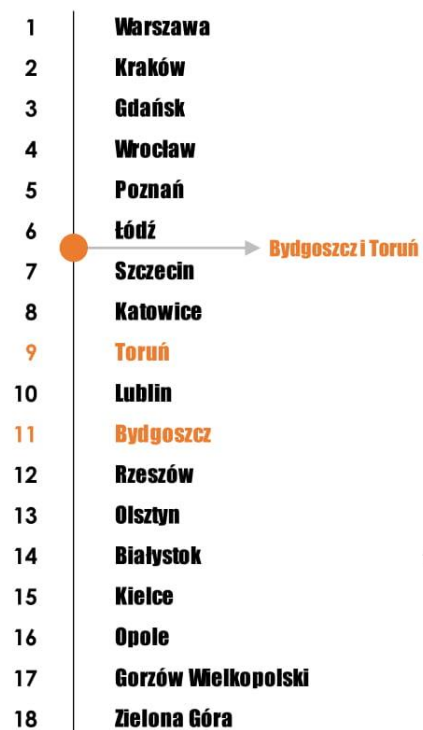 1 Warszawa
2 Kraków
3 Gdańsk
4 Wrocław
5 Poznań
6 Łódź
Bydgoszcz i Toruń
7 Szczecin
8 Katowice
9 Toruń
10 Lublin
11 Bydgoszcz
12 Rzeszów
13 Olsztyn
14 Białystok
15 Kielce
16 Opole
17 Gorzów Wielkopolski
18 Zielona Góra